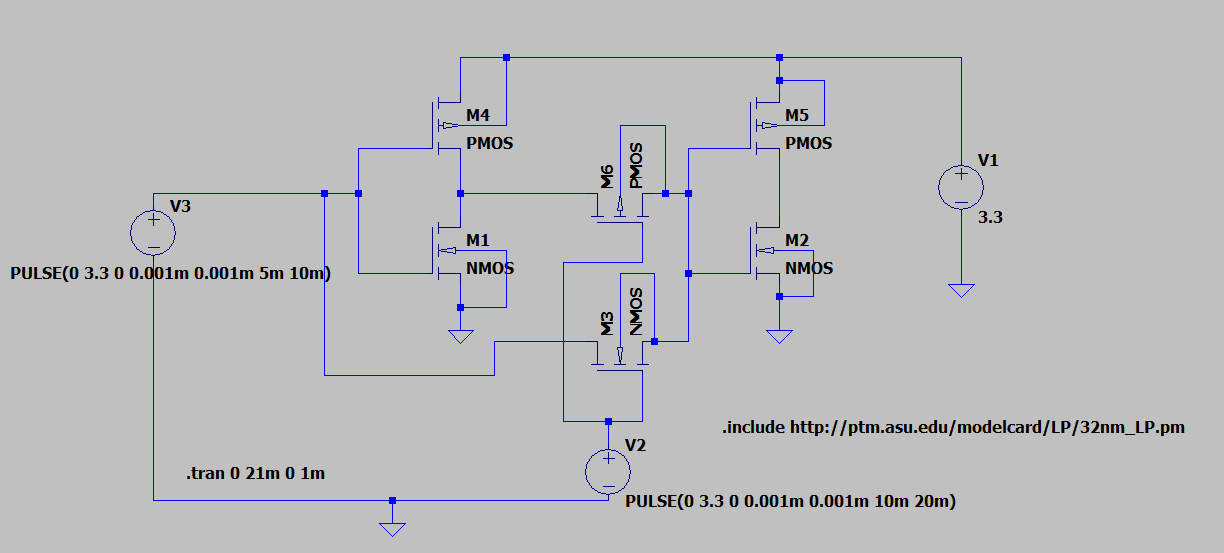 M4
PMOS
M5
PMOS
M6
PMOS
V1
3.3
V3
PULSE(0 3.3 0 0.001m 0.001m 5m 10m)
M1
NMOS
M2
NMOS
M3
NMOS
.include http://ptm.asu.edu/modelcard/LP/32nm_LP.pm
V2
.tran 0 21m 0 1m
PULSE(0 3.3 0 0.001m 0.001m 10m 20m)